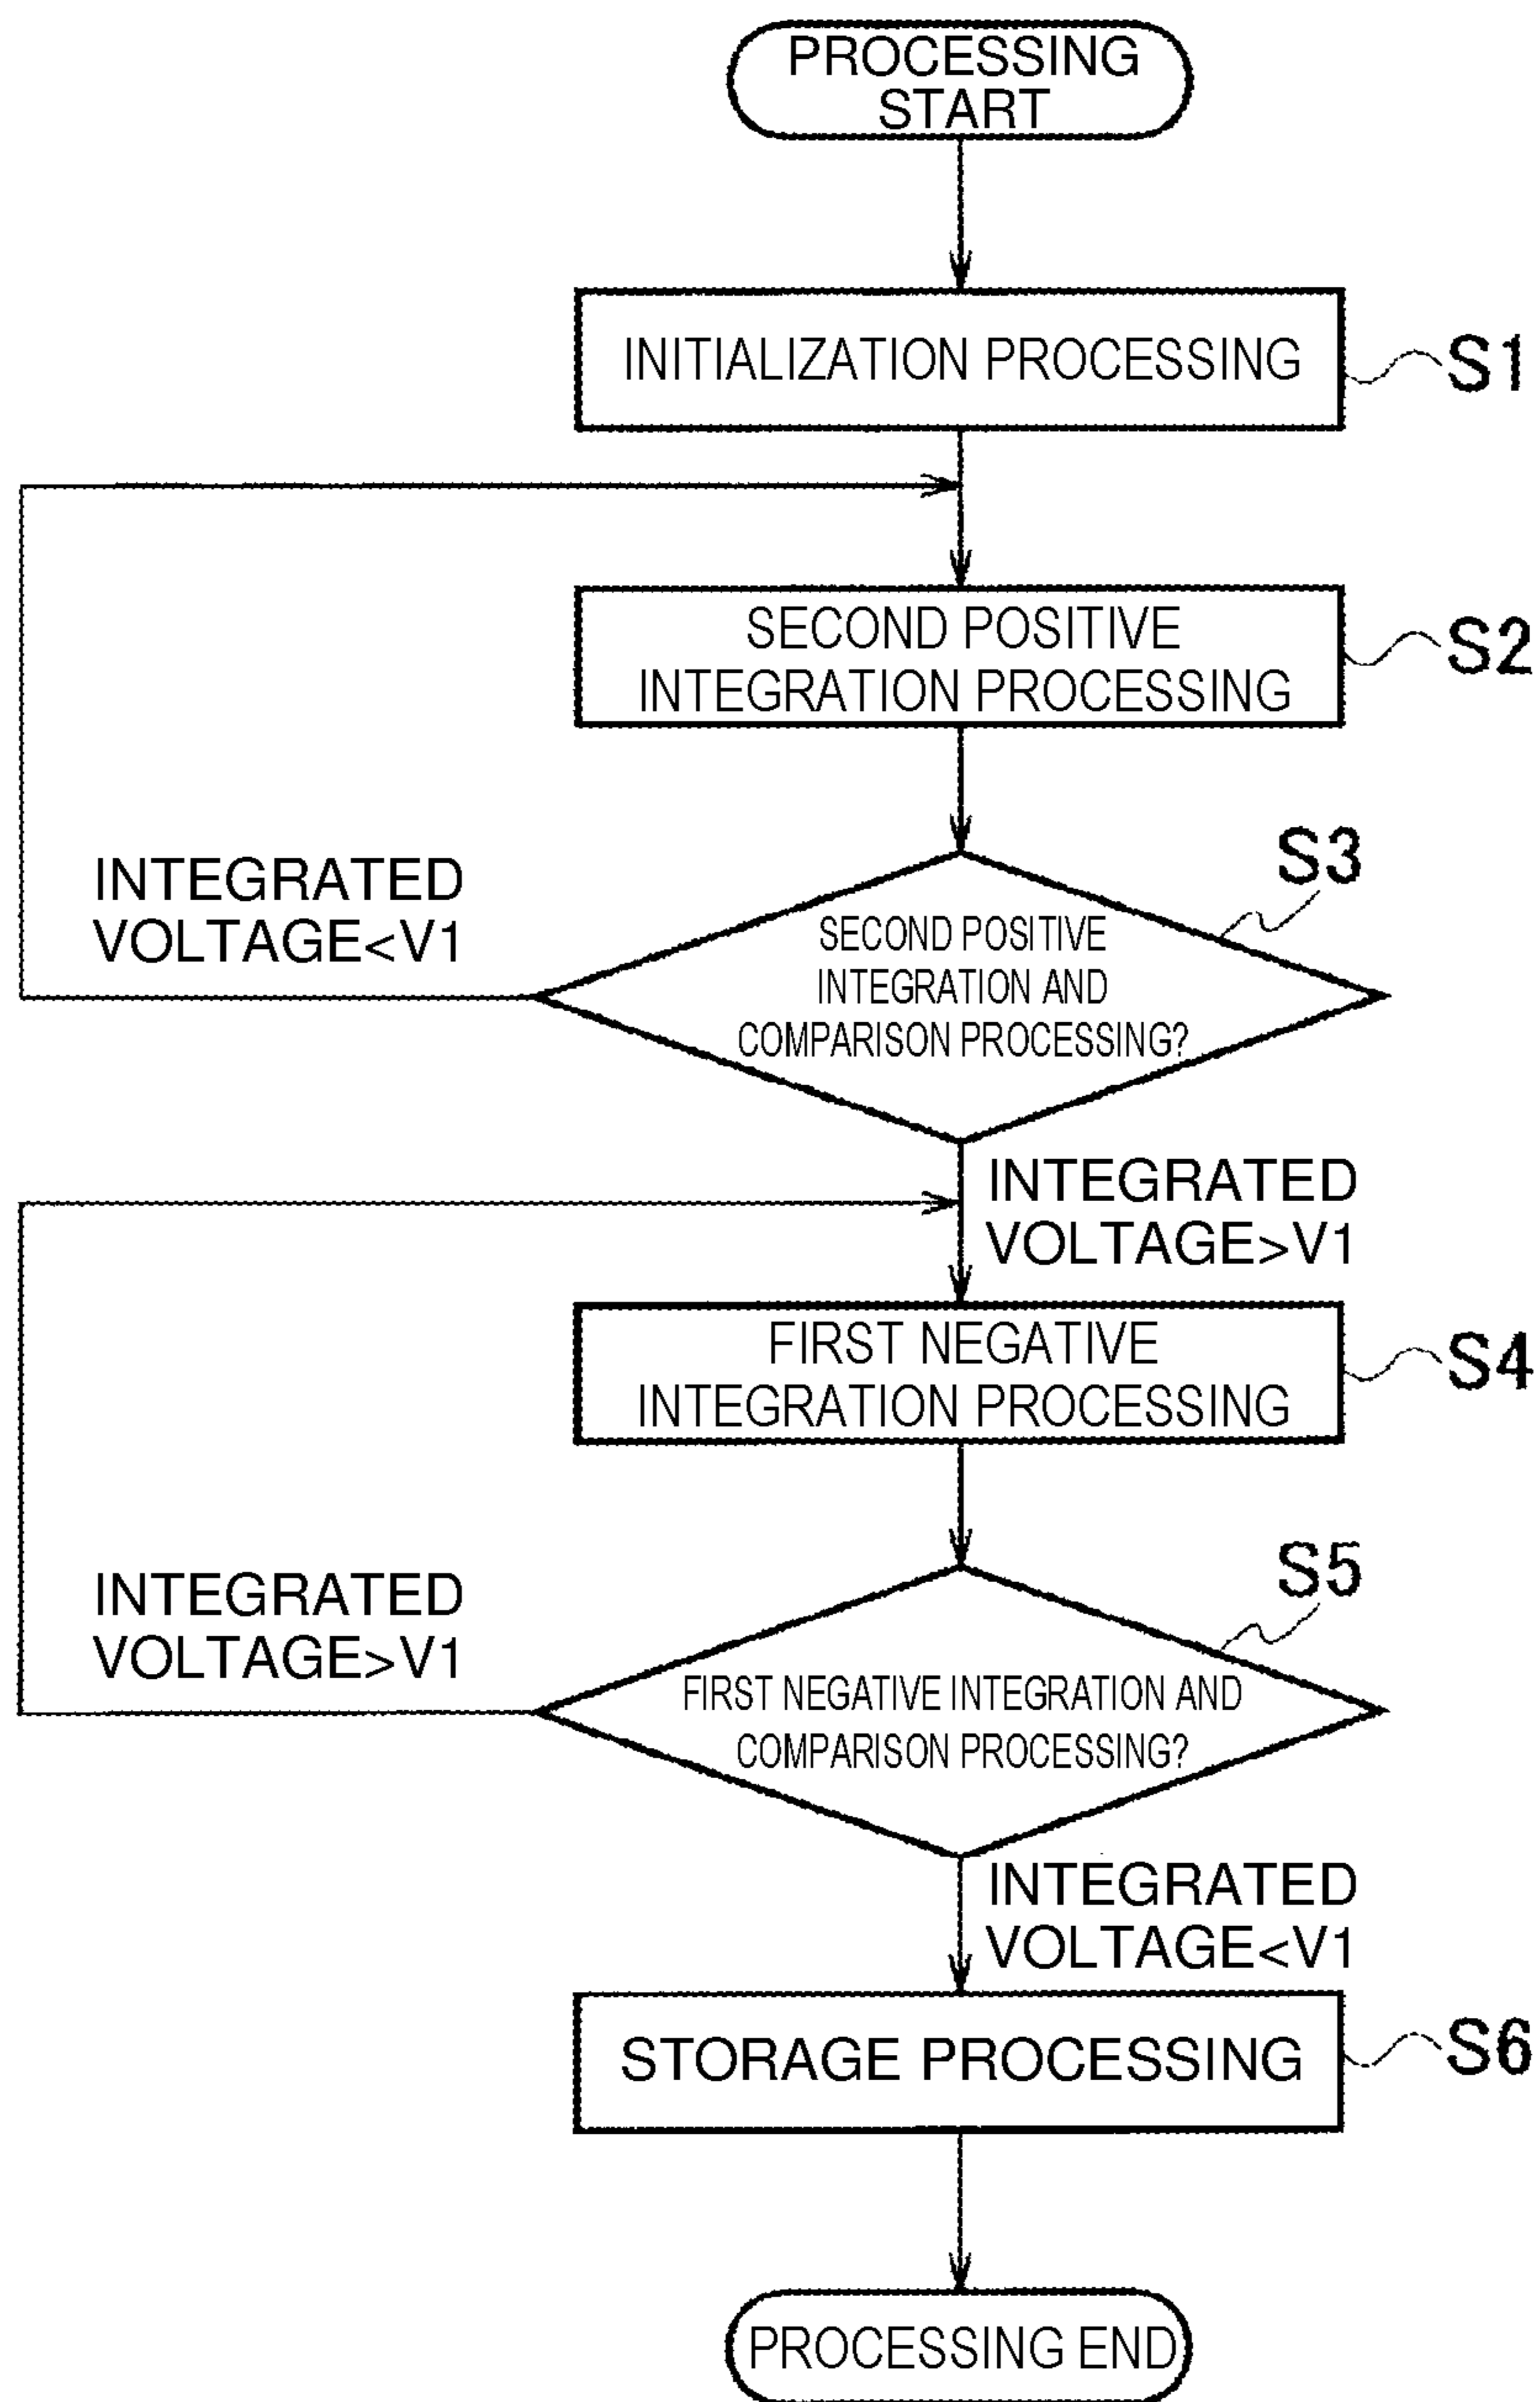 PROCESSING
START
INITIALIZATION PROCESSING
S1
SECOND POSITIVE
INTEGRATION PROCESSING
S2
S3
INTEGRATED
VOLTAGE<V1
SECOND POSITIVE
INTEGRATION AND
COMPARISON PROCESSING?
INTEGRATED
VOLTAGE>V1
FIRST NEGATIVE
INTEGRATION PROCESSING
S4
S5
INTEGRATED
VOLTAGE>V1
FIRST NEGATIVE INTEGRATION AND
COMPARISON PROCESSING?
INTEGRATED
VOLTAGE<V1
STORAGE PROCESSING
S6
PROCESSING END